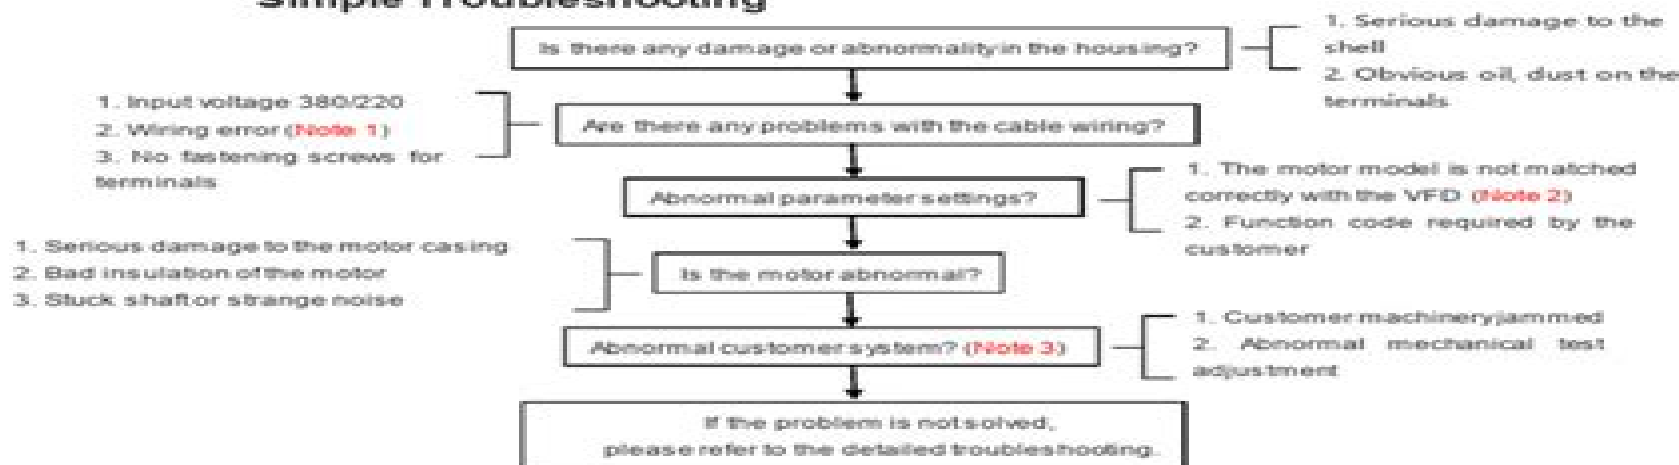 Simple Troubleshooting
Is there any damage or abnormality in the housing?
1. Serious damage to the
shell
2. Obvious oil, dust on the
terminals
1. Input voltage 380/220
2. Wiring error (Note 1)
3. No fastening screws for
terminals
Are there any problems with the cable wiring?
1. The motor model is not matched
correctly with the VFD (Note 2)
2. Function code required by the
customer
Abnormal parameter settings?
1. Serious damage to the motor casing
2. Bad insulation of the motor
3. Stuck shaft or strange noise
Is the motor abnormal?
1. Customer machinery jammed
2. Abnormal mechanical test
adjustment
Abnormal customer system? (Note 3)
If the problem is not solved,
please refer to the detailed troubleshooting.